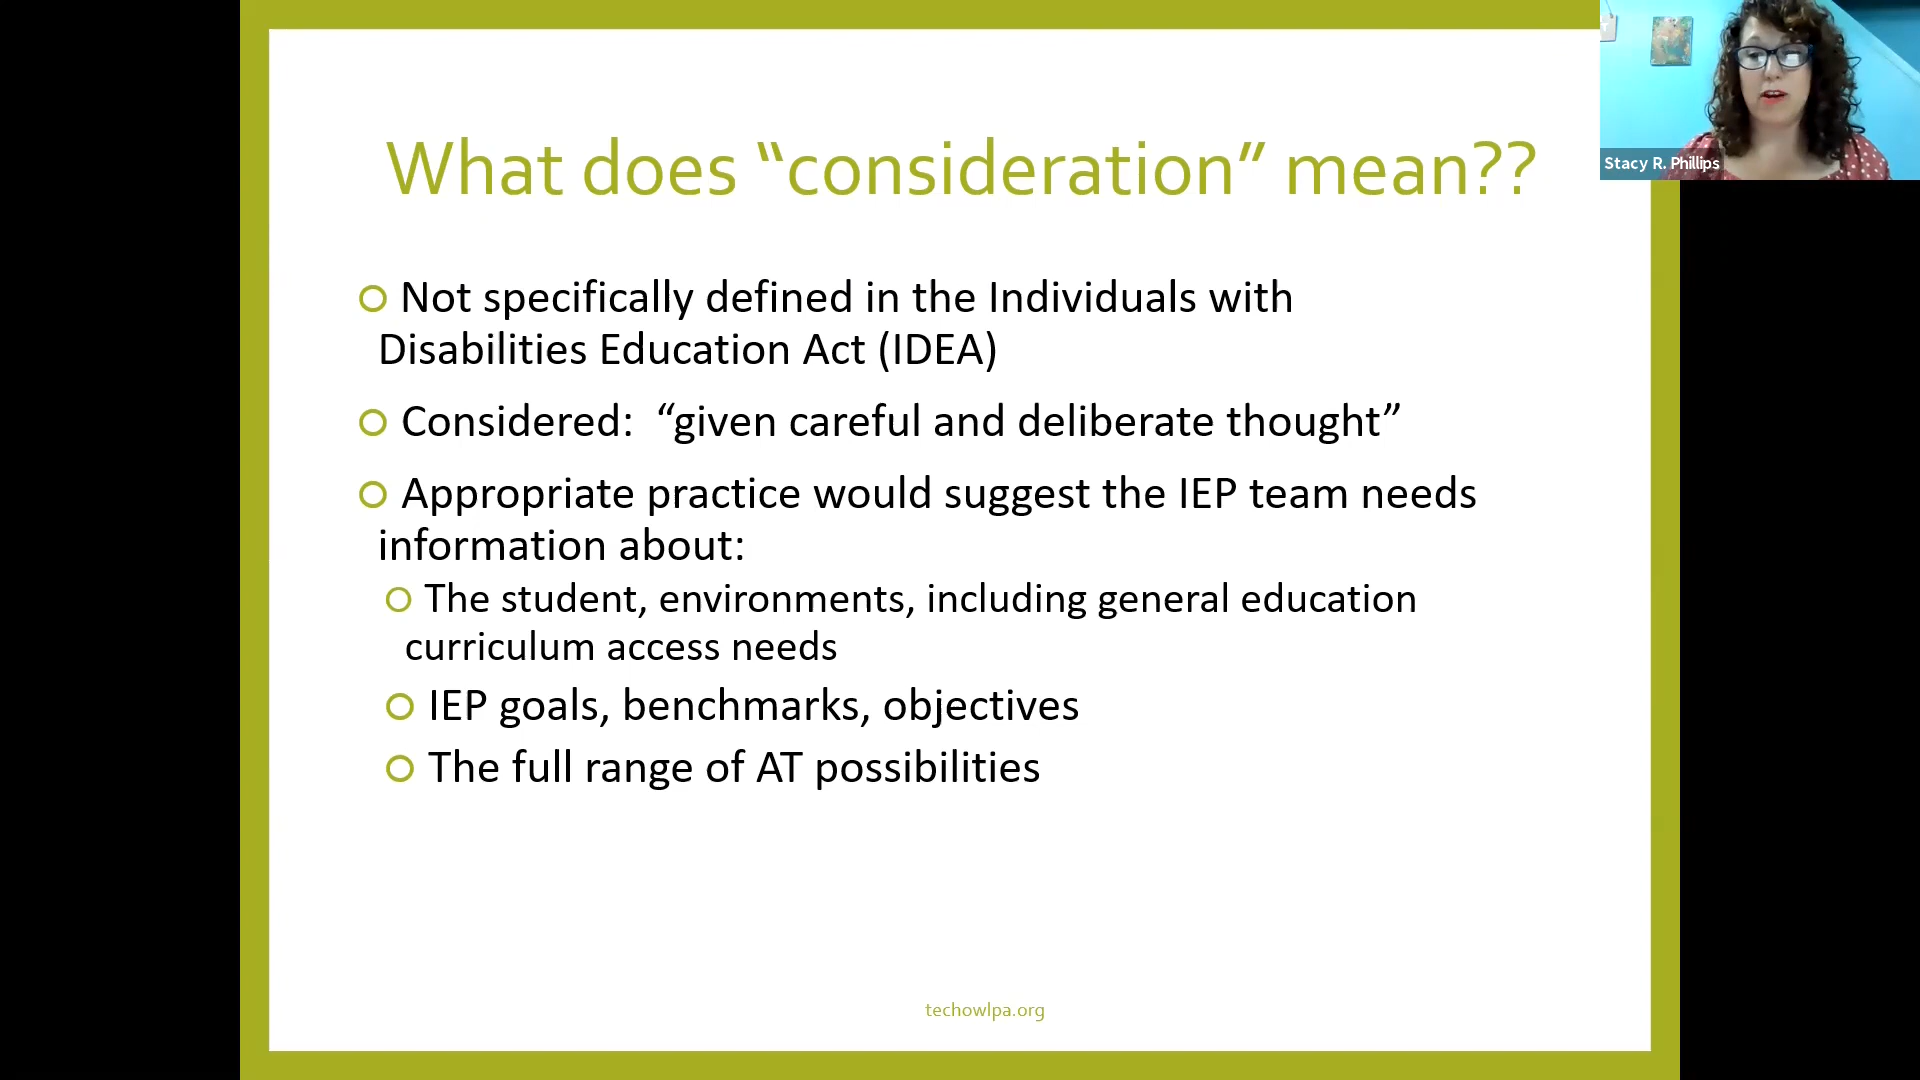 What does “consideration” mean??
Stacy R. Phillips
Not specifically defined in the Individuals with
Disabilities Education Act (IDEA)
Considered:  “given careful and deliberate thought”
Appropriate practice would suggest the IEP team needs
information about:
The student, environments, including general education
curriculum access needs
IEP goals, benchmarks, objectives
The full range of AT possibilities
techowlpa.org